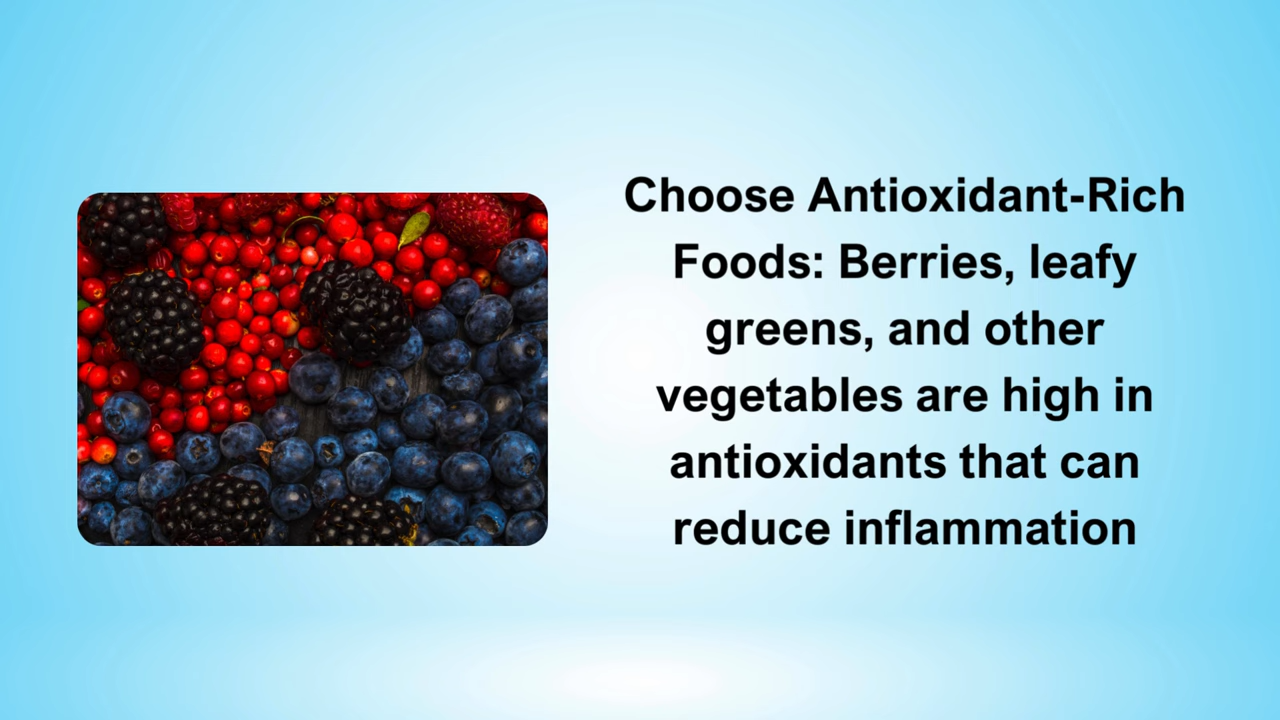 Choose Antioxidant-Rich
Foods: Berries, leafy
greens, and other
vegetables are high in
antioxidants that can
reduce inflammation